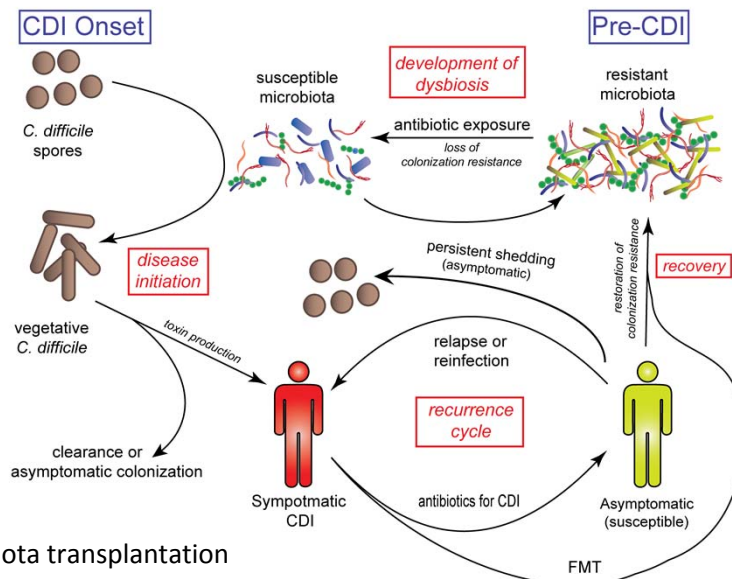 CDI Onset
Pre-CDI
C. difficile
spores
susceptible
microbiota
development of
dysbiosis
resistant
microbiota
antibiotic exposure
loss of
colonization resistance
disease
initiation
vegetative
C. difficile
toxin production
clearance or
asymptomatic colonization
persistent shedding
(asymptomatic)
restoration of
colonization resistance
recovery
relapse or
reinfection
recurrence
cycle
Sympotmatic
CDI
antibiotics for CDI
Asymptomatic
(susceptible)
FMT
ota transplantation